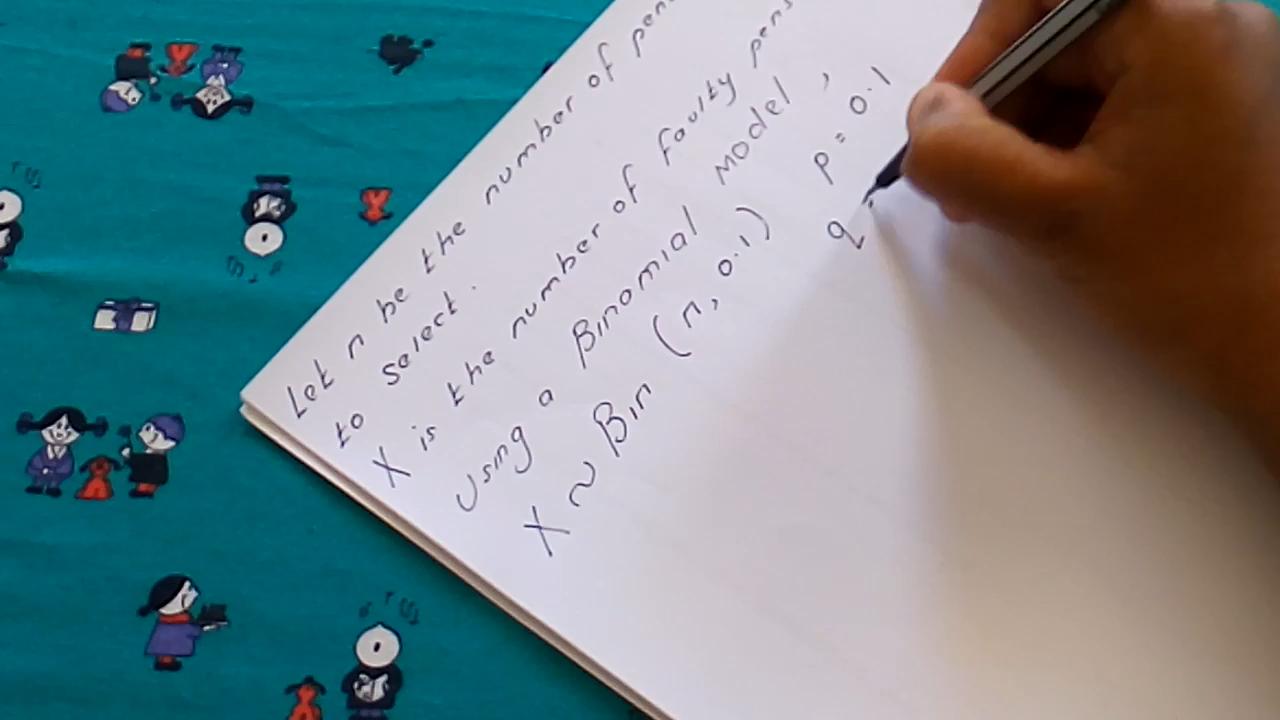 Let n be the number of pens
to select.
X is the number of faulty pens
Using a Binomial Model,
X ~ Bin (n, 0.1) p = 0.1
q